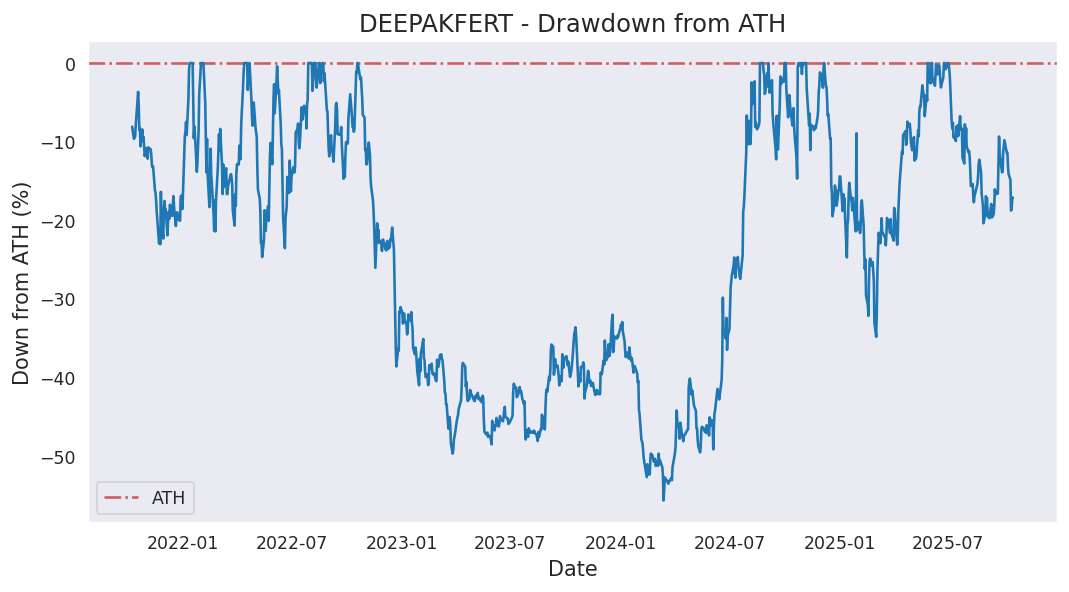 DEEPAKFERT - Drawdown from ATH
Down from ATH (%)
0
−10
−20
−30
−40
−50
ATH
2022-01 2022-07 2023-01 2023-07 2024-01 2024-07 2025-01 2025-07
Date